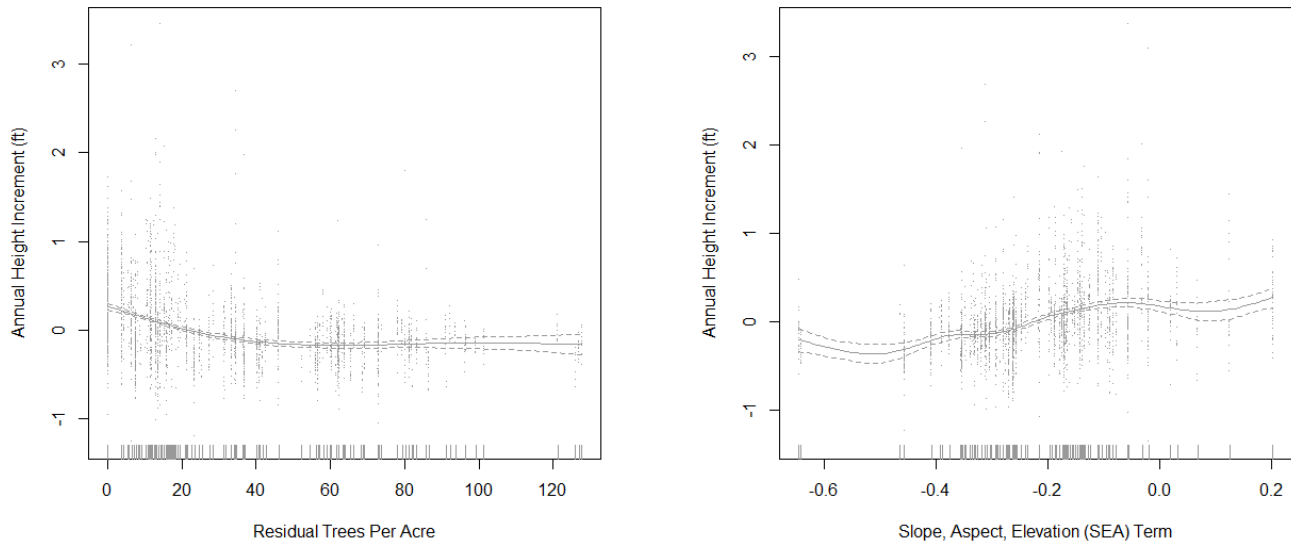 Annual Height Increment (ft)
3
2
1
0
-1
0 20 40 60 80 100 120
Residual Trees Per Acre
Annual Height Increment (ft)
3
2
1
0
-1
-0.6 -0.4 -0.2 0.0 0.2
Slope, Aspect, Elevation (SEA) Term